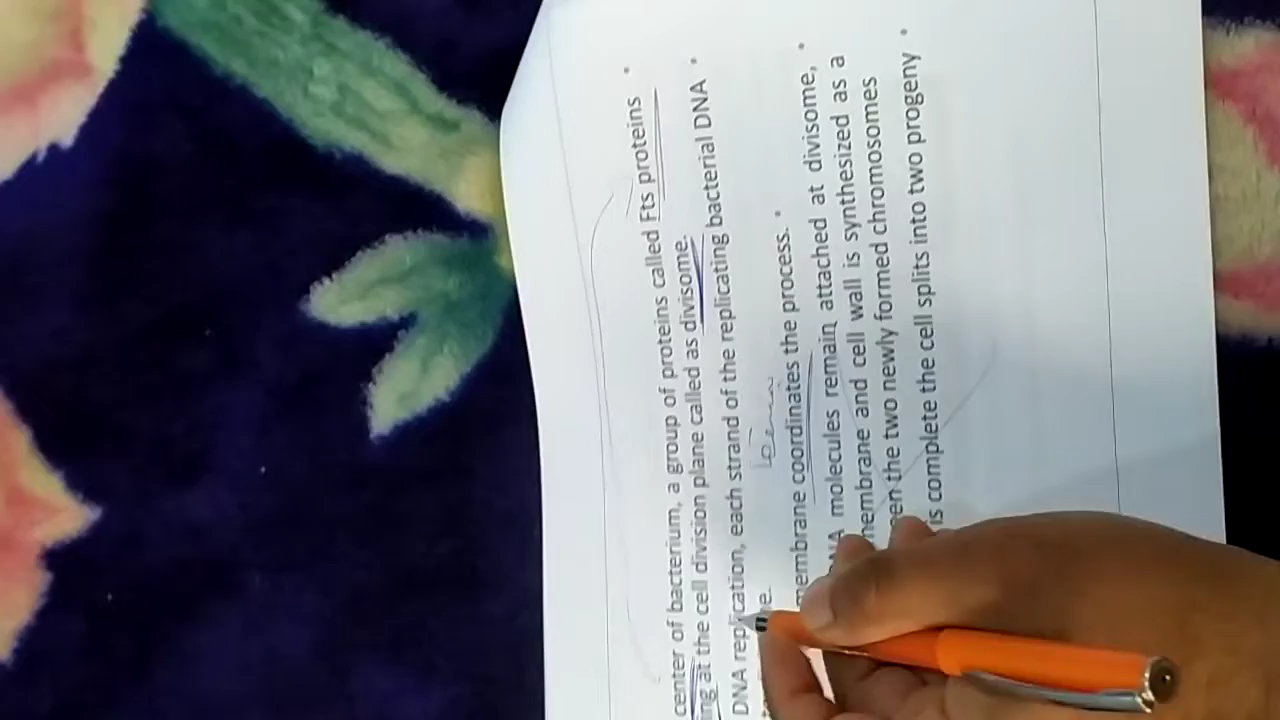 center of bacterium, a group of proteins called Fts proteins
ing at the cell division plane called as divisome.
DNA replication, each strand of the replicating bacterial DNA
membrane coordinates the process.
molecules remain attached at divisome,
membrane and cell wall is synthesized as a
the two newly formed chromosomes
is complete the cell splits into two progeny